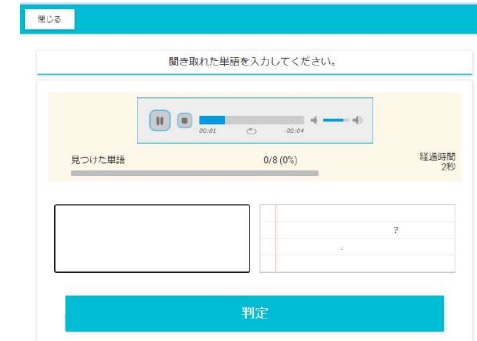 閉じる
聞き取れた単語を入力してください。
00:01 -00:04
見つけた単語 0/8 (0%) 経過時間
2秒
?
.
判定